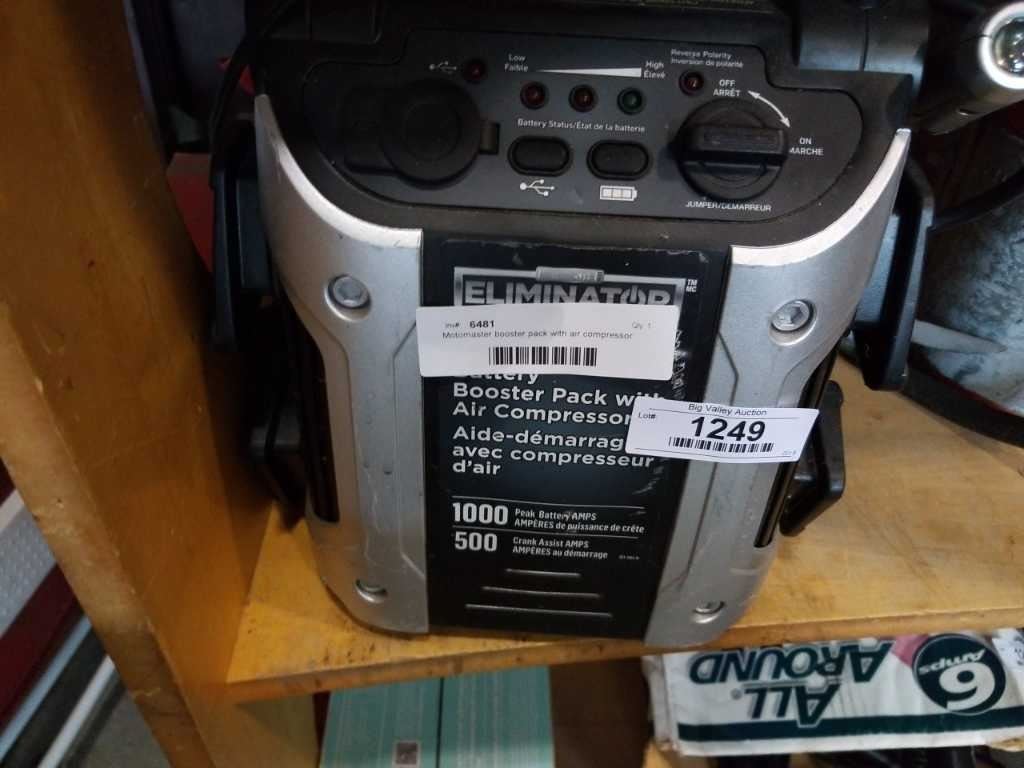 Low
Faible
High
Élevé
Reverse Polarity
Inversion de polarité
OFF
ARRÊT
ON
MARCHE
Battery Status/État de la batterie
JUMPER/DÉMARREUR
ELIMINATOR
TM
MC
Inv# 6481 Qty 1
Motomaster booster pack with air compressor
Battery
Booster Pack with
Air Compressor
Aide-démarrag
avec compresseur
d'air
Big Valley Auction
Lot#
1249
1000 Peak Battery AMPS
AMPÈRES de puissance de crête
500 Crank Assist AMPS
AMPÈRES au démarrage
ALL
AROUND
6 Amps